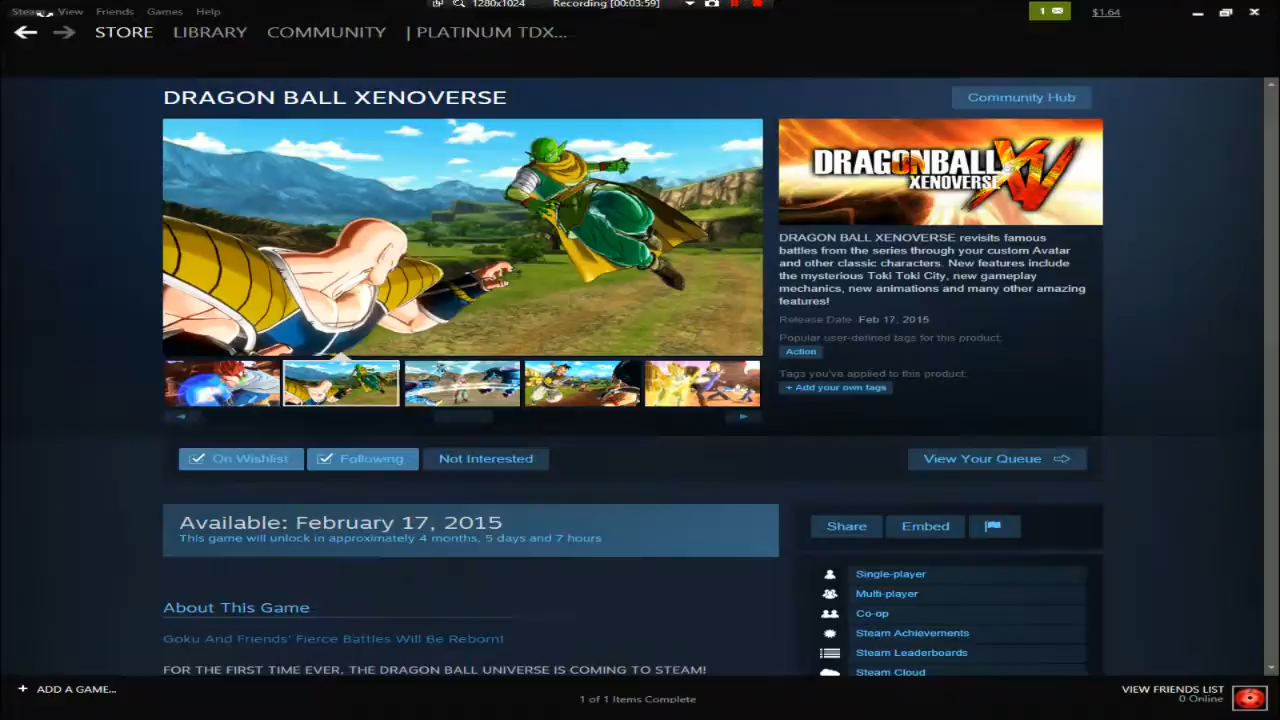 Steam View Friends Games Help
1280x1024 Recording [00:03:59]
1 $1.64
STORE LIBRARY COMMUNITY | PLATINUM TDX...
DRAGON BALL XENOVERSE
Community Hub
DRAGONBALL XV
XENOVERSE
DRAGON BALL XENOVERSE revisits famous
battles from the series through your custom Avatar
and other classic characters. New features include
the mysterious Toki Toki City, new gameplay
mechanics, new animations and many other amazing
features!
Release Date: Feb 17, 2015
Popular user-defined tags for this product:
Action
Tags you've applied to this product:
+ Add your own tags
On Wishlist Following Not Interested View Your Queue
Available: February 17, 2015
This game will unlock in approximately 4 months, 5 days and 7 hours
Share Embed
Single-player
Multi-player
Co-op
Steam Achievements
Steam Leaderboards
Steam Cloud
About This Game
Goku And Friends' Fierce Battles Will Be Reborn!
FOR THE FIRST TIME EVER, THE DRAGON BALL UNIVERSE IS COMING TO STEAM!
+ ADD A GAME...
1 of 1 Items Complete
VIEW FRIENDS LIST
0 Online